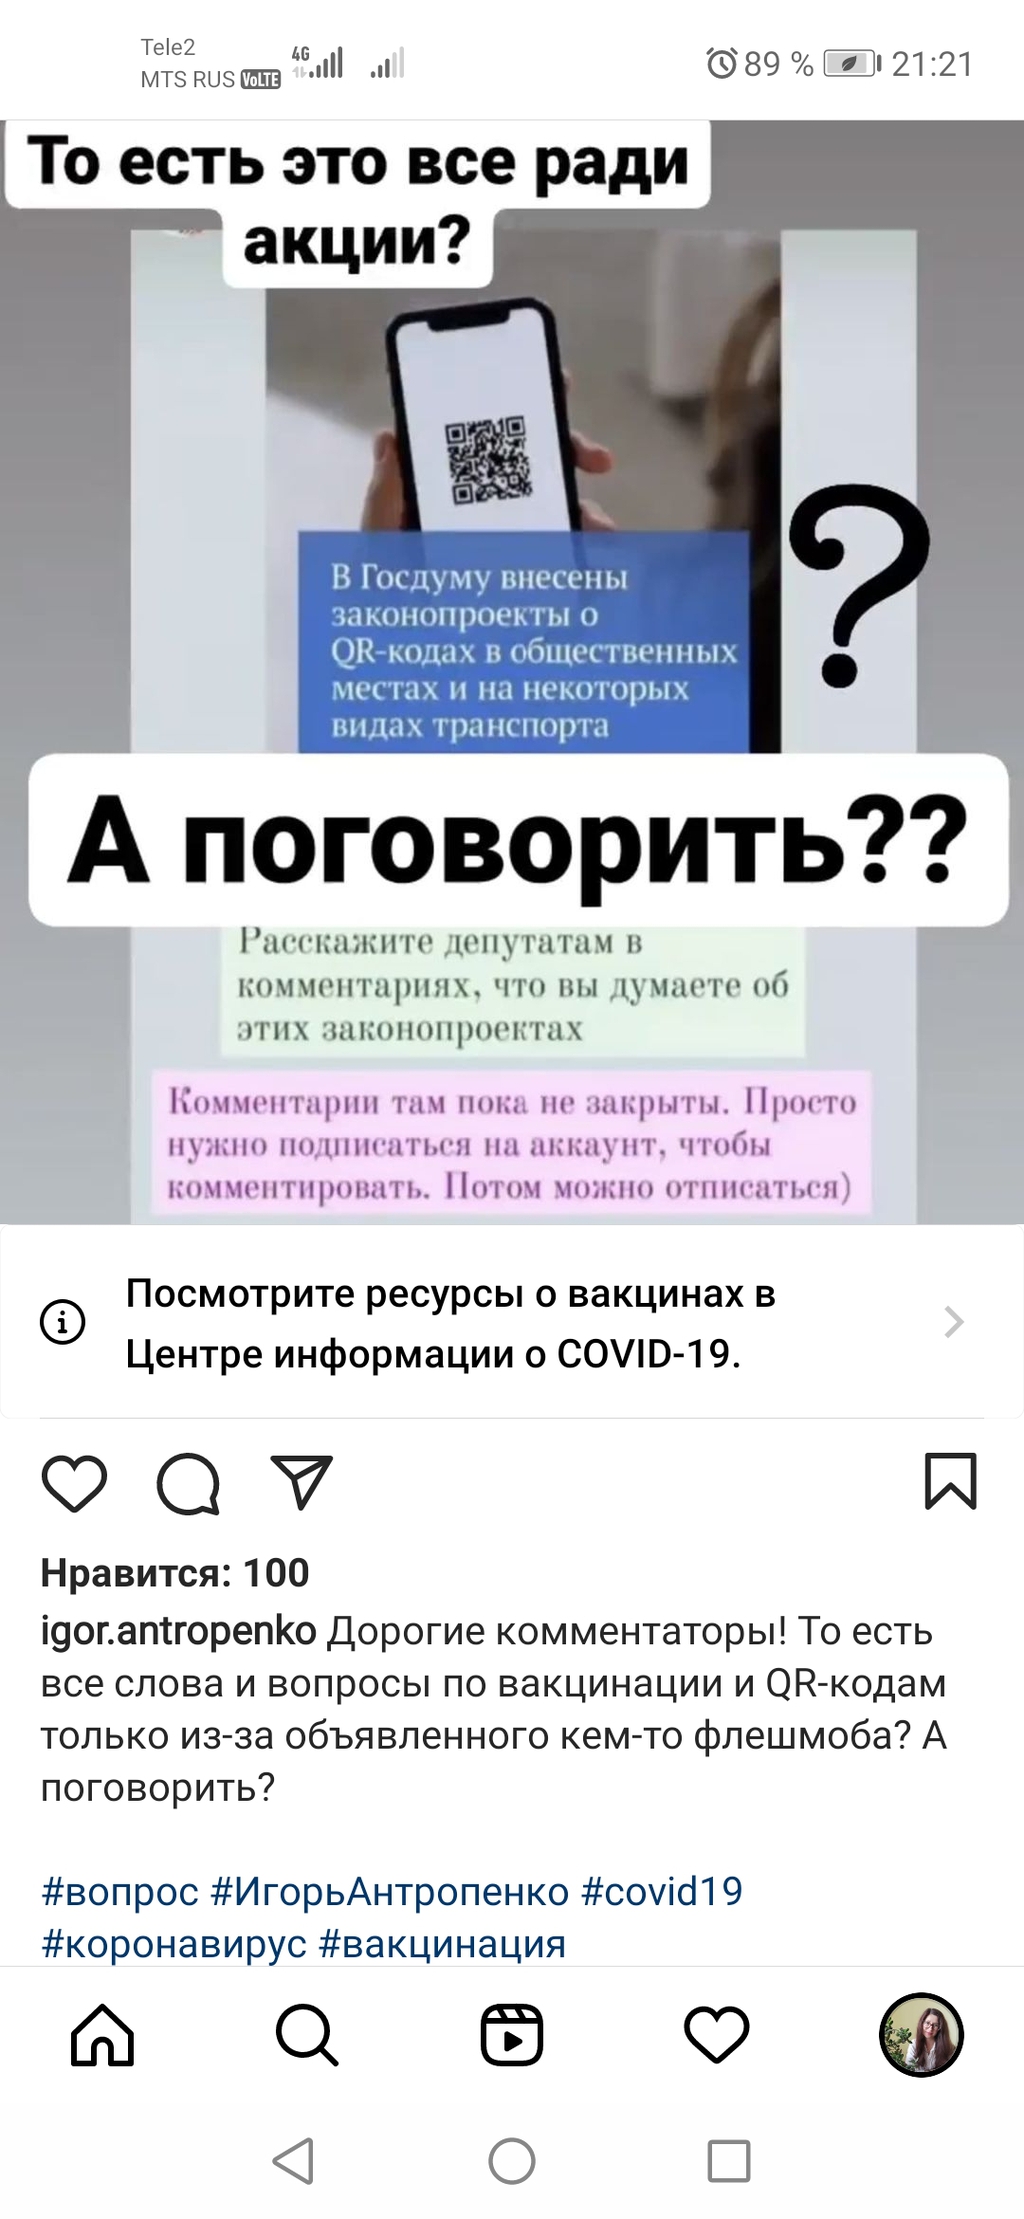 Tele2
MTS RUS VoLTE
4G
89 %
21:21
То есть это все ради
акции?
В Госдуму внесены
законопроекты о
QR-кодах в общественных
местах и на некоторых
видах транспорта
?
А поговорить??
Расскажите депутатам в
комментариях, что вы думаете об
этих законопроектах
Комментарии там пока не закрыты. Просто
нужно подписаться на аккаунт, чтобы
комментировать. Потом можно отписаться)
Посмотрите ресурсы о вакцинах в
Центре информации о COVID-19.
Нравится: 100
igor.antropenko Дорогие комментаторы! То есть
все слова и вопросы по вакцинации и QR-кодам
только из-за объявленного кем-то флешмоба? А
поговорить?
#вопрос #ИгорьАнтропенко #covid19
#коронавирус #вакцинация